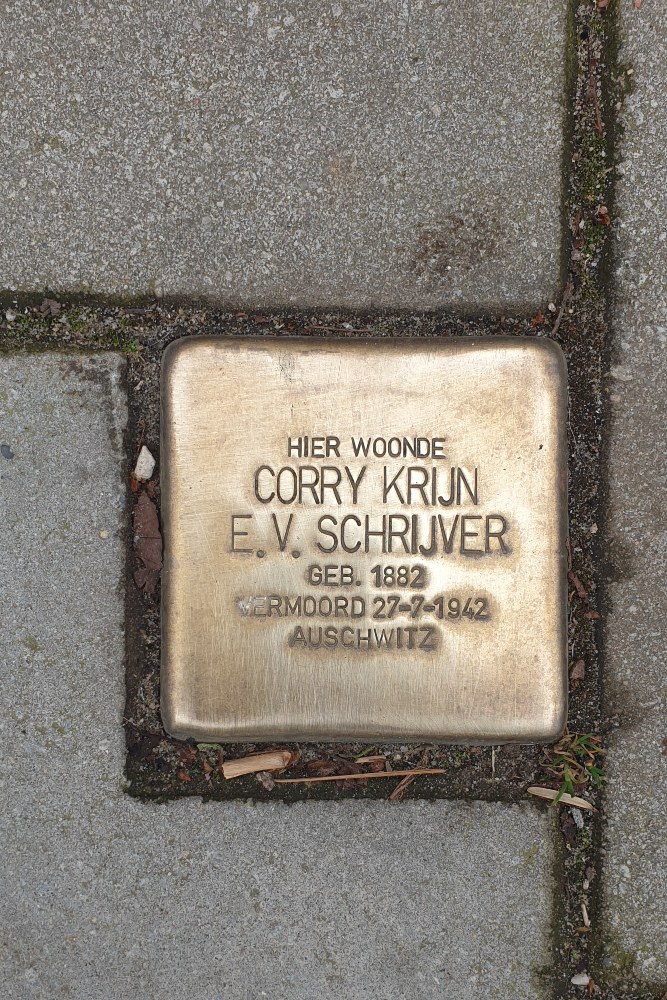 HIER WOONDE
CORRY KRIJN
E.V. SCHRIJVER
GEB. 1882
VERMOORD 27-7-1942
AUSCHWITZ